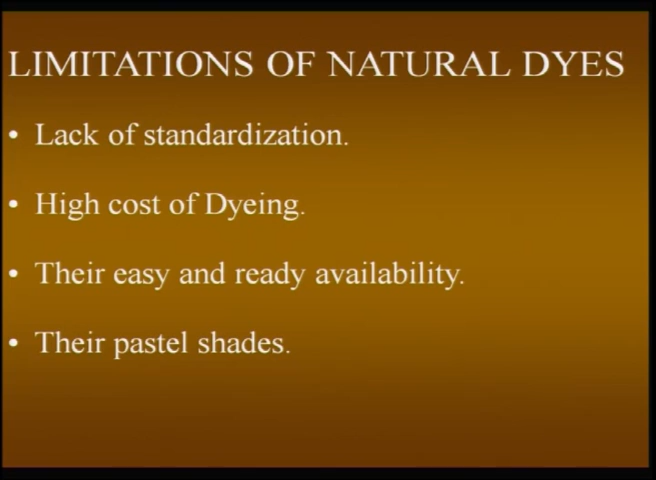 LIMITATIONS OF NATURAL DYES
• Lack of standardization.
• High cost of Dyeing.
• Their easy and ready availability.
• Their pastel shades.